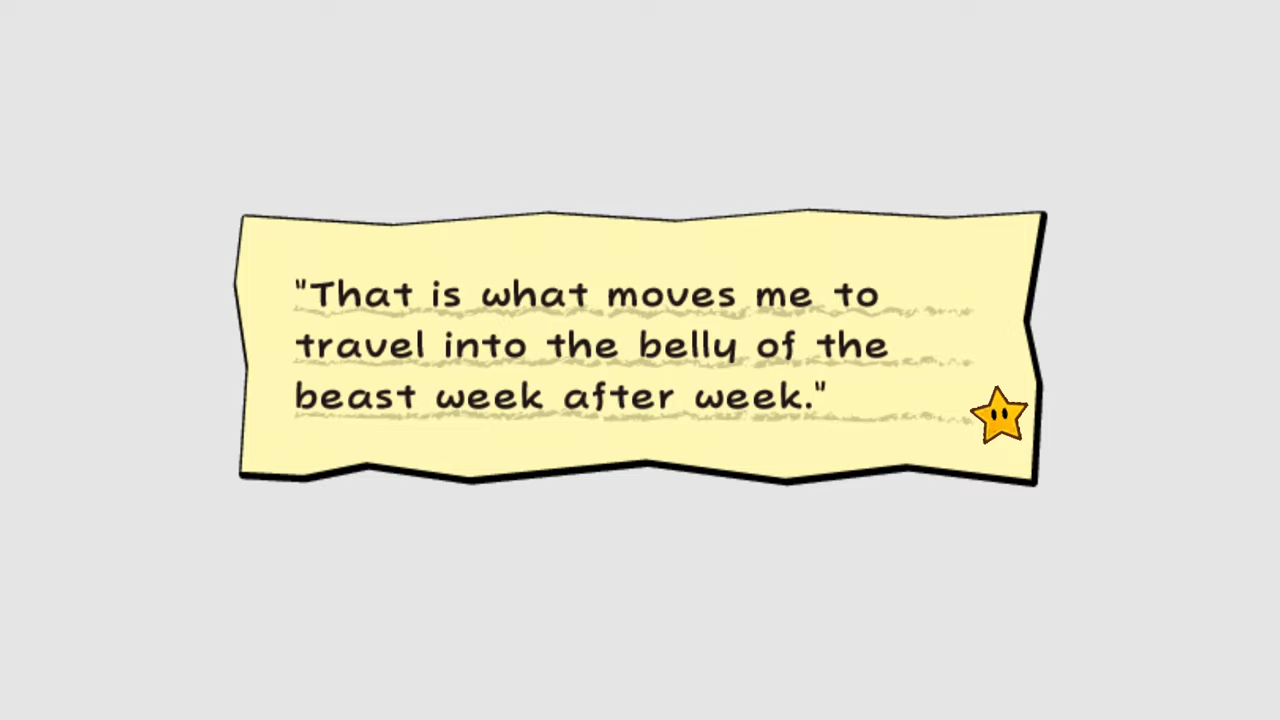 "That is what moves me to
travel into the belly of the
beast week after week."